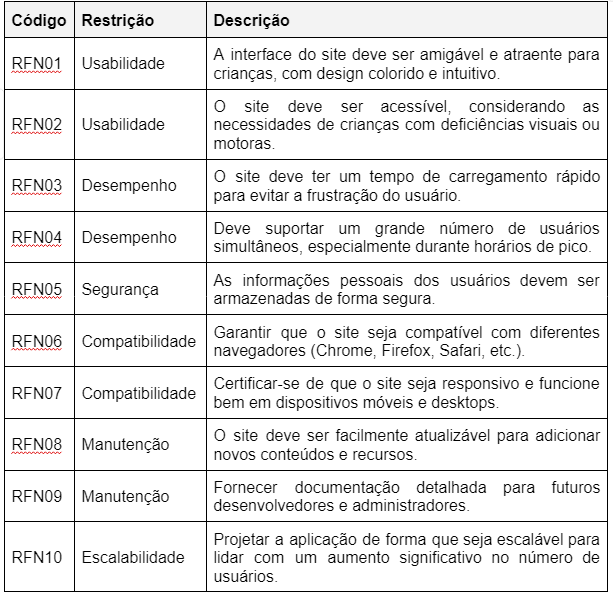 Código Restrição Descrição
RFN01 Usabilidade A interface do site deve ser amigável e atraente para
crianças, com design colorido e intuitivo.
RFN02 Usabilidade O site deve ser acessível, considerando as
necessidades de crianças com deficiências visuais ou
motoras.
RFN03 Desempenho O site deve ter um tempo de carregamento rápido
para evitar a frustração do usuário.
RFN04 Desempenho Deve suportar um grande número de usuários
simultâneos, especialmente durante horários de pico.
RFN05 Segurança As informações pessoais dos usuários devem ser
armazenadas de forma segura.
RFN06 Compatibilidade Garantir que o site seja compatível com diferentes
navegadores (Chrome, Firefox, Safari, etc.).
RFN07 Compatibilidade Certificar-se de que o site seja responsivo e funcione
bem em dispositivos móveis e desktops.
RFN08 Manutenção O site deve ser facilmente atualizável para adicionar
novos conteúdos e recursos.
RFN09 Manutenção Fornecer documentação detalhada para futuros
desenvolvedores e administradores.
RFN10 Escalabilidade Projetar a aplicação de forma que seja escalável para
lidar com um aumento significativo no número de
usuários.